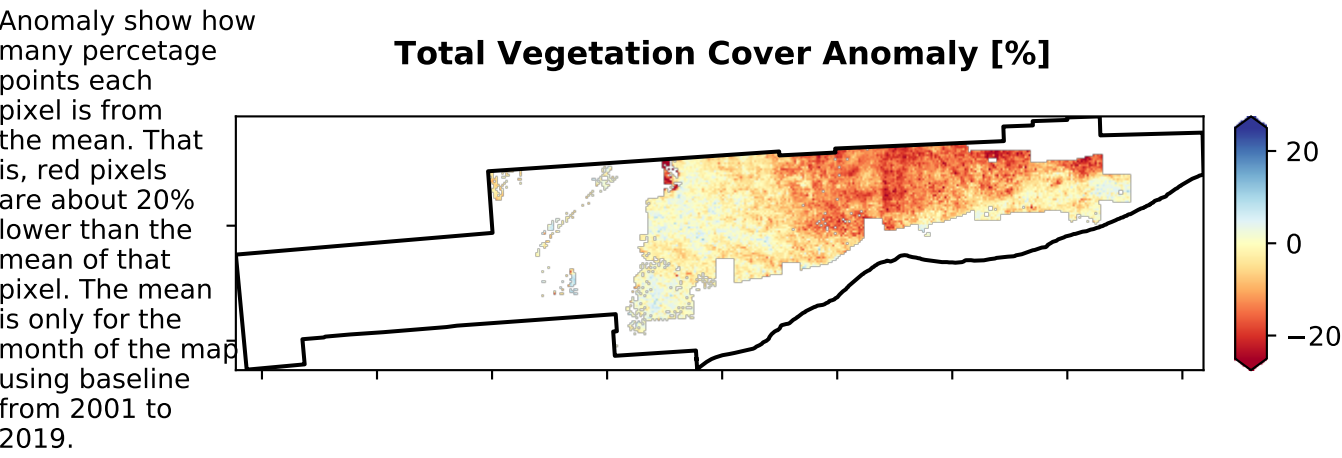 Anomaly show how
many percetage
points each
pixel is from
the mean. That
is, red pixels
are about 20%
lower than the
mean of that
pixel. The mean
is only for the
month of the map
using baseline
from 2001 to
2019.
Total Vegetation Cover Anomaly [%]
20
0
−20